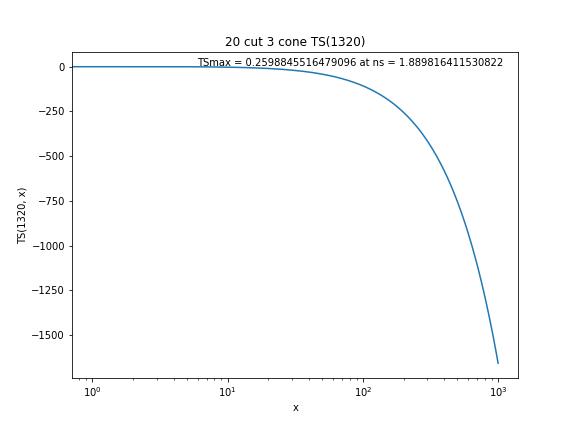 20 cut 3 cone TS(1320)
TSmax = 0.2598845516479096 at ns = 1.889816411530822
TS(1320, x)
0
−250
−500
−750
−1000
−1250
−1500
10⁰ 10¹ 10² 10³
x